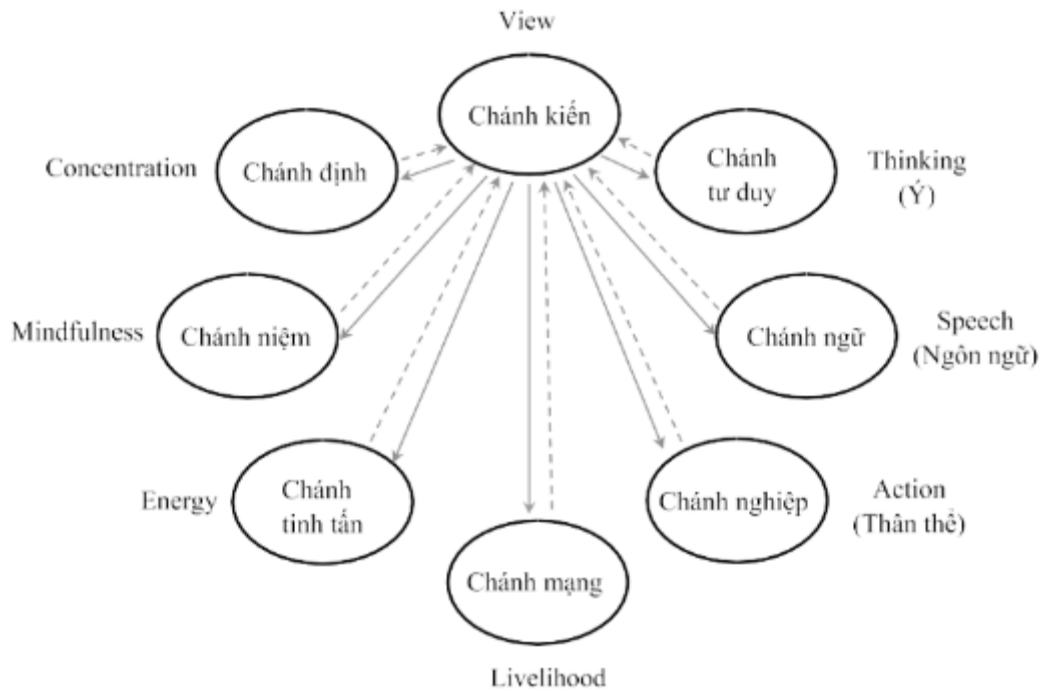 View
Chánh kiến
Concentration
Chánh định
Chánh
tư duy
Thinking
(Ý)
Mindfulness
Chánh niệm
Chánh ngữ
Speech
(Ngôn ngữ)
Energy
Chánh
tinh tấn
Chánh nghiệp
Action
(Thân thể)
Chánh mạng
Livelihood